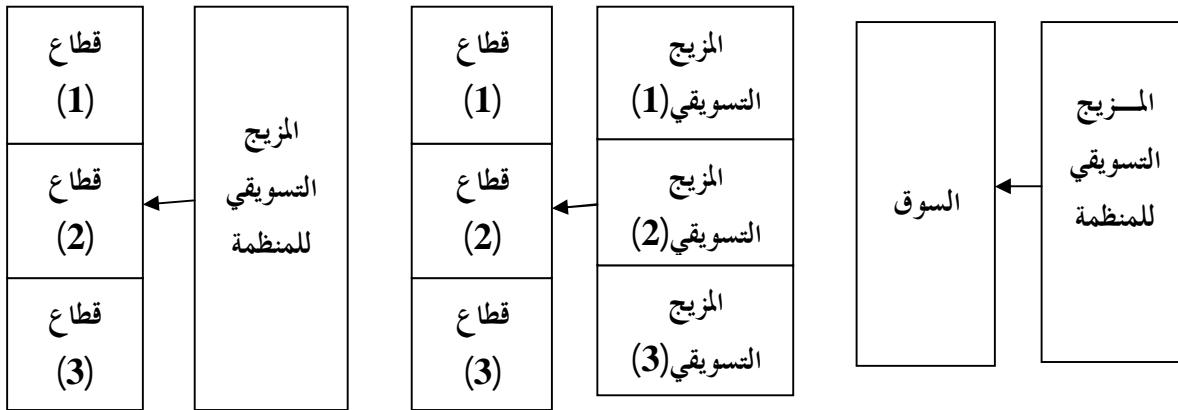 المـــزيج
التسويقي
للمنظمة
السوق
المزيج
التسويقي(1)
المزيج
التسويقي(2)
المزيج
التسويقي(3)
قطاع
(1)
قطاع
(2)
قطاع
(3)
المزيج
التسويقي
للمنظمة
قطاع
(1)
قطاع
(2)
قطاع
(3)